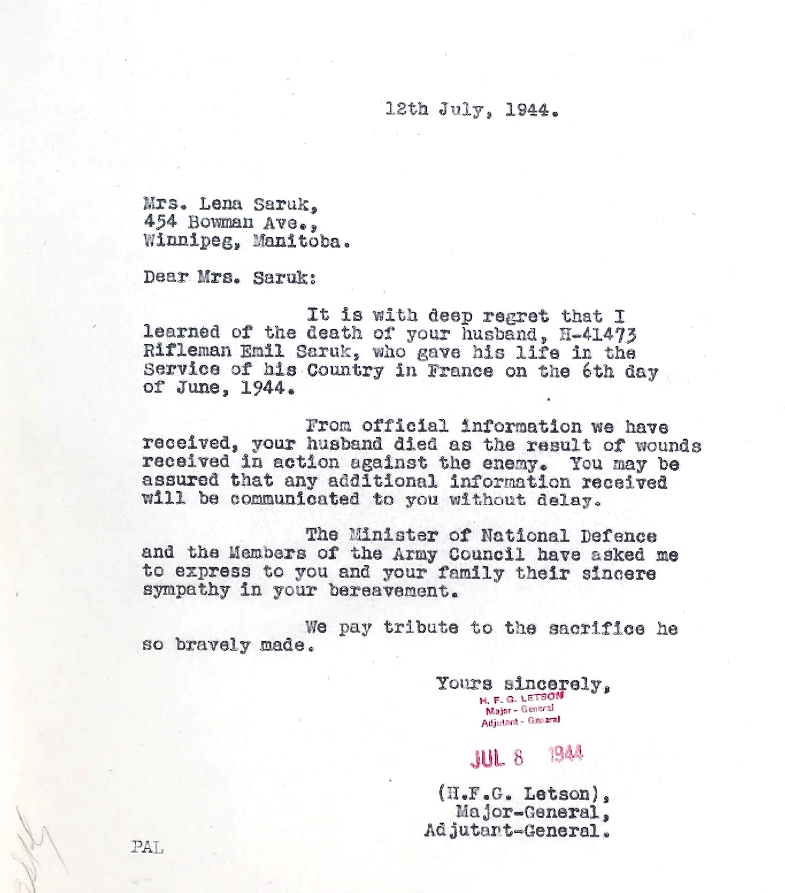 12th July, 1944.
Mrs. Lena Saruk,
454 Bowman Ave.,
Winnipeg, Manitoba.
Dear Mrs. Saruk:
It is with deep regret that I
learned of the death of your husband, H-41473
Rifleman Emil Saruk, who gave his life in the
Service of his Country in France on the 6th day
of June, 1944.
From official information we have
received, your husband died as the result of wounds
received in action against the enemy. You may be
assured that any additional information received
will be communicated to you without delay.
The Minister of National Defence
and the Members of the Army Council have asked me
to express to you and your family their sincere
sympathy in your bereavement.
We pay tribute to the sacrifice he
so bravely made.
Yours sincerely,
H. F. G. LETSON
Major - General
Adjutant - General
JUL 8 1944
(H.F.G. Letson),
Major-General,
Adjutant-General.
PAL